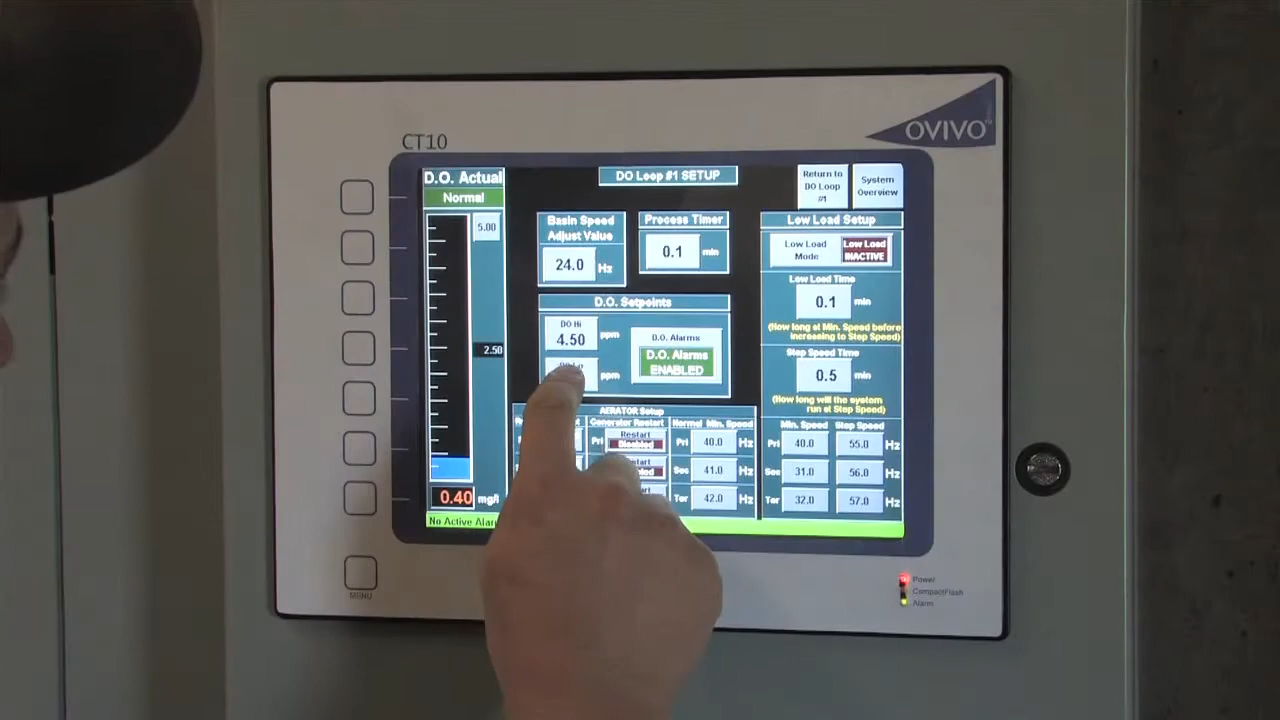 CT10
OVIVO
D.O. Actual
Normal
5.00
2.50
0.40 mg/l
DO Loop #1 SETUP
Return to
DO Loop
#1
System
Overview
Basin Speed
Adjust Value
24.0 Hz
Process Timer
0.1 min
D.O. Setpoints
DO Hi
4.50 ppm
ppm
D.O. Alarms
D.O. Alarms
ENABLED
Low Load Setup
Low Load
Mode
Low Load
INACTIVE
Low Load Time
0.1 min
(How long at Min. Speed before
increasing to Step Speed)
Step Speed Time
0.5 min
(How long will the system
run at Step Speed)
AERATOR Setup
Generator Restart
Normal Min. Speed
Pri
Restart
Disabled
Pri 40.0 Hz
Sec 41.0 Hz
Ter 42.0 Hz
Min. Speed Step Speed
Pri 40.0 55.0 Hz
Sec 31.0 56.0 Hz
Ter 32.0 57.0 Hz
No Active
MENU
Power
CompactFlash
Alarm